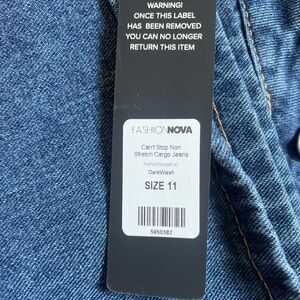 WARNING!
ONCE THIS LABEL
HAS BEEN REMOVED
YOU CAN NO LONGER
RETURN THIS ITEM
FASHIONNOVA
Can't Stop Non
Stretch Cargo Jeans
DarkWash
SIZE 11
5950382